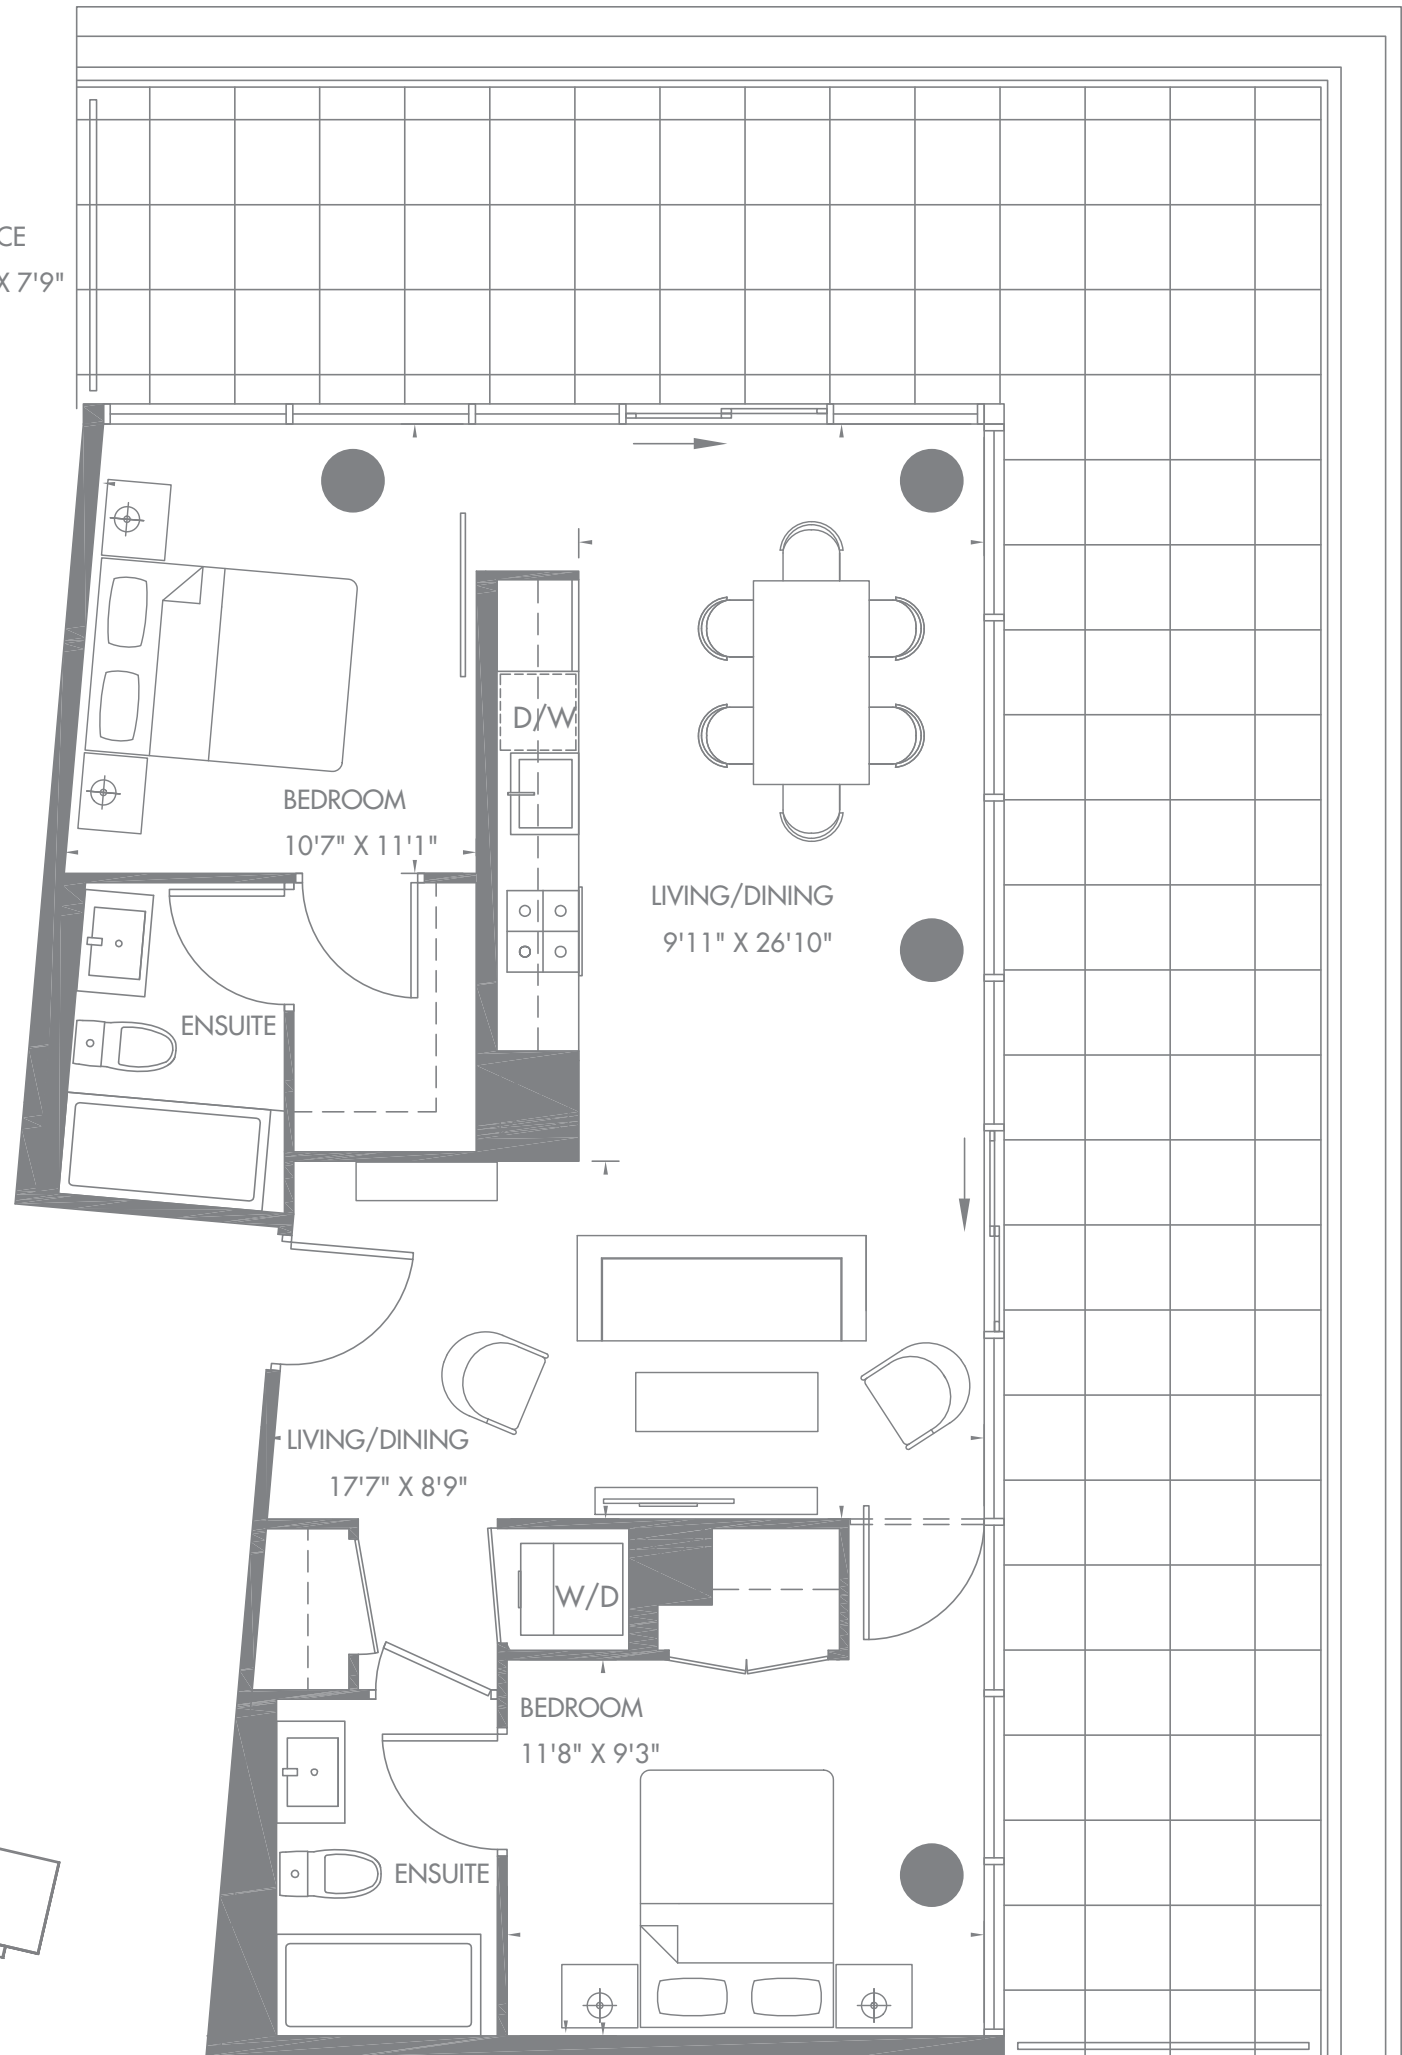 CE
X 7'9"
D/W
BEDROOM
10'7" X 11'1"
LIVING/DINING
9'11" X 26'10"
ENSUITE
LIVING/DINING
17'7" X 8'9"
W/D
BEDROOM
11'8" X 9'3"
ENSUITE